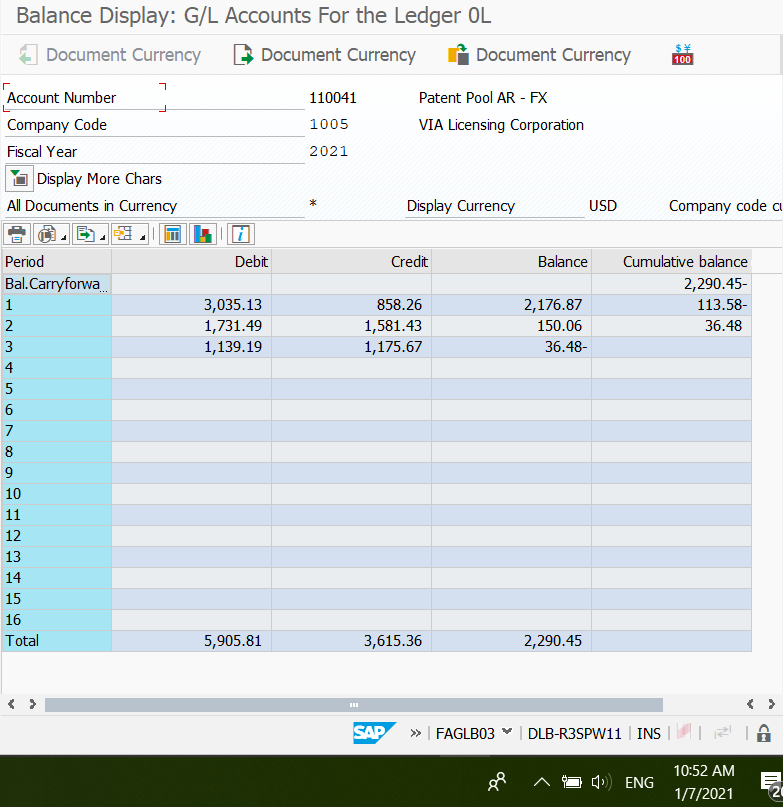 Balance Display: G/L Accounts For the Ledger 0L
Document Currency Document Currency Document Currency
Account Number 110041 Patent Pool AR - FX
Company Code 1005 VIA Licensing Corporation
Fiscal Year 2021
Display More Chars
All Documents in Currency * Display Currency USD Company code cu
Period Debit Credit Balance Cumulative balance
Bal.Carryforwa... 2,290.45-
1 3,035.13 858.26 2,176.87 113.58-
2 1,731.49 1,581.43 150.06 36.48
3 1,139.19 1,175.67 36.48-
4
5
6
7
8
9
10
11
12
13
14
15
16
Total 5,905.81 3,615.36 2,290.45
SAP FAGLB03 DLB-R3SPW11 INS
ENG 10:52 AM
1/7/2021